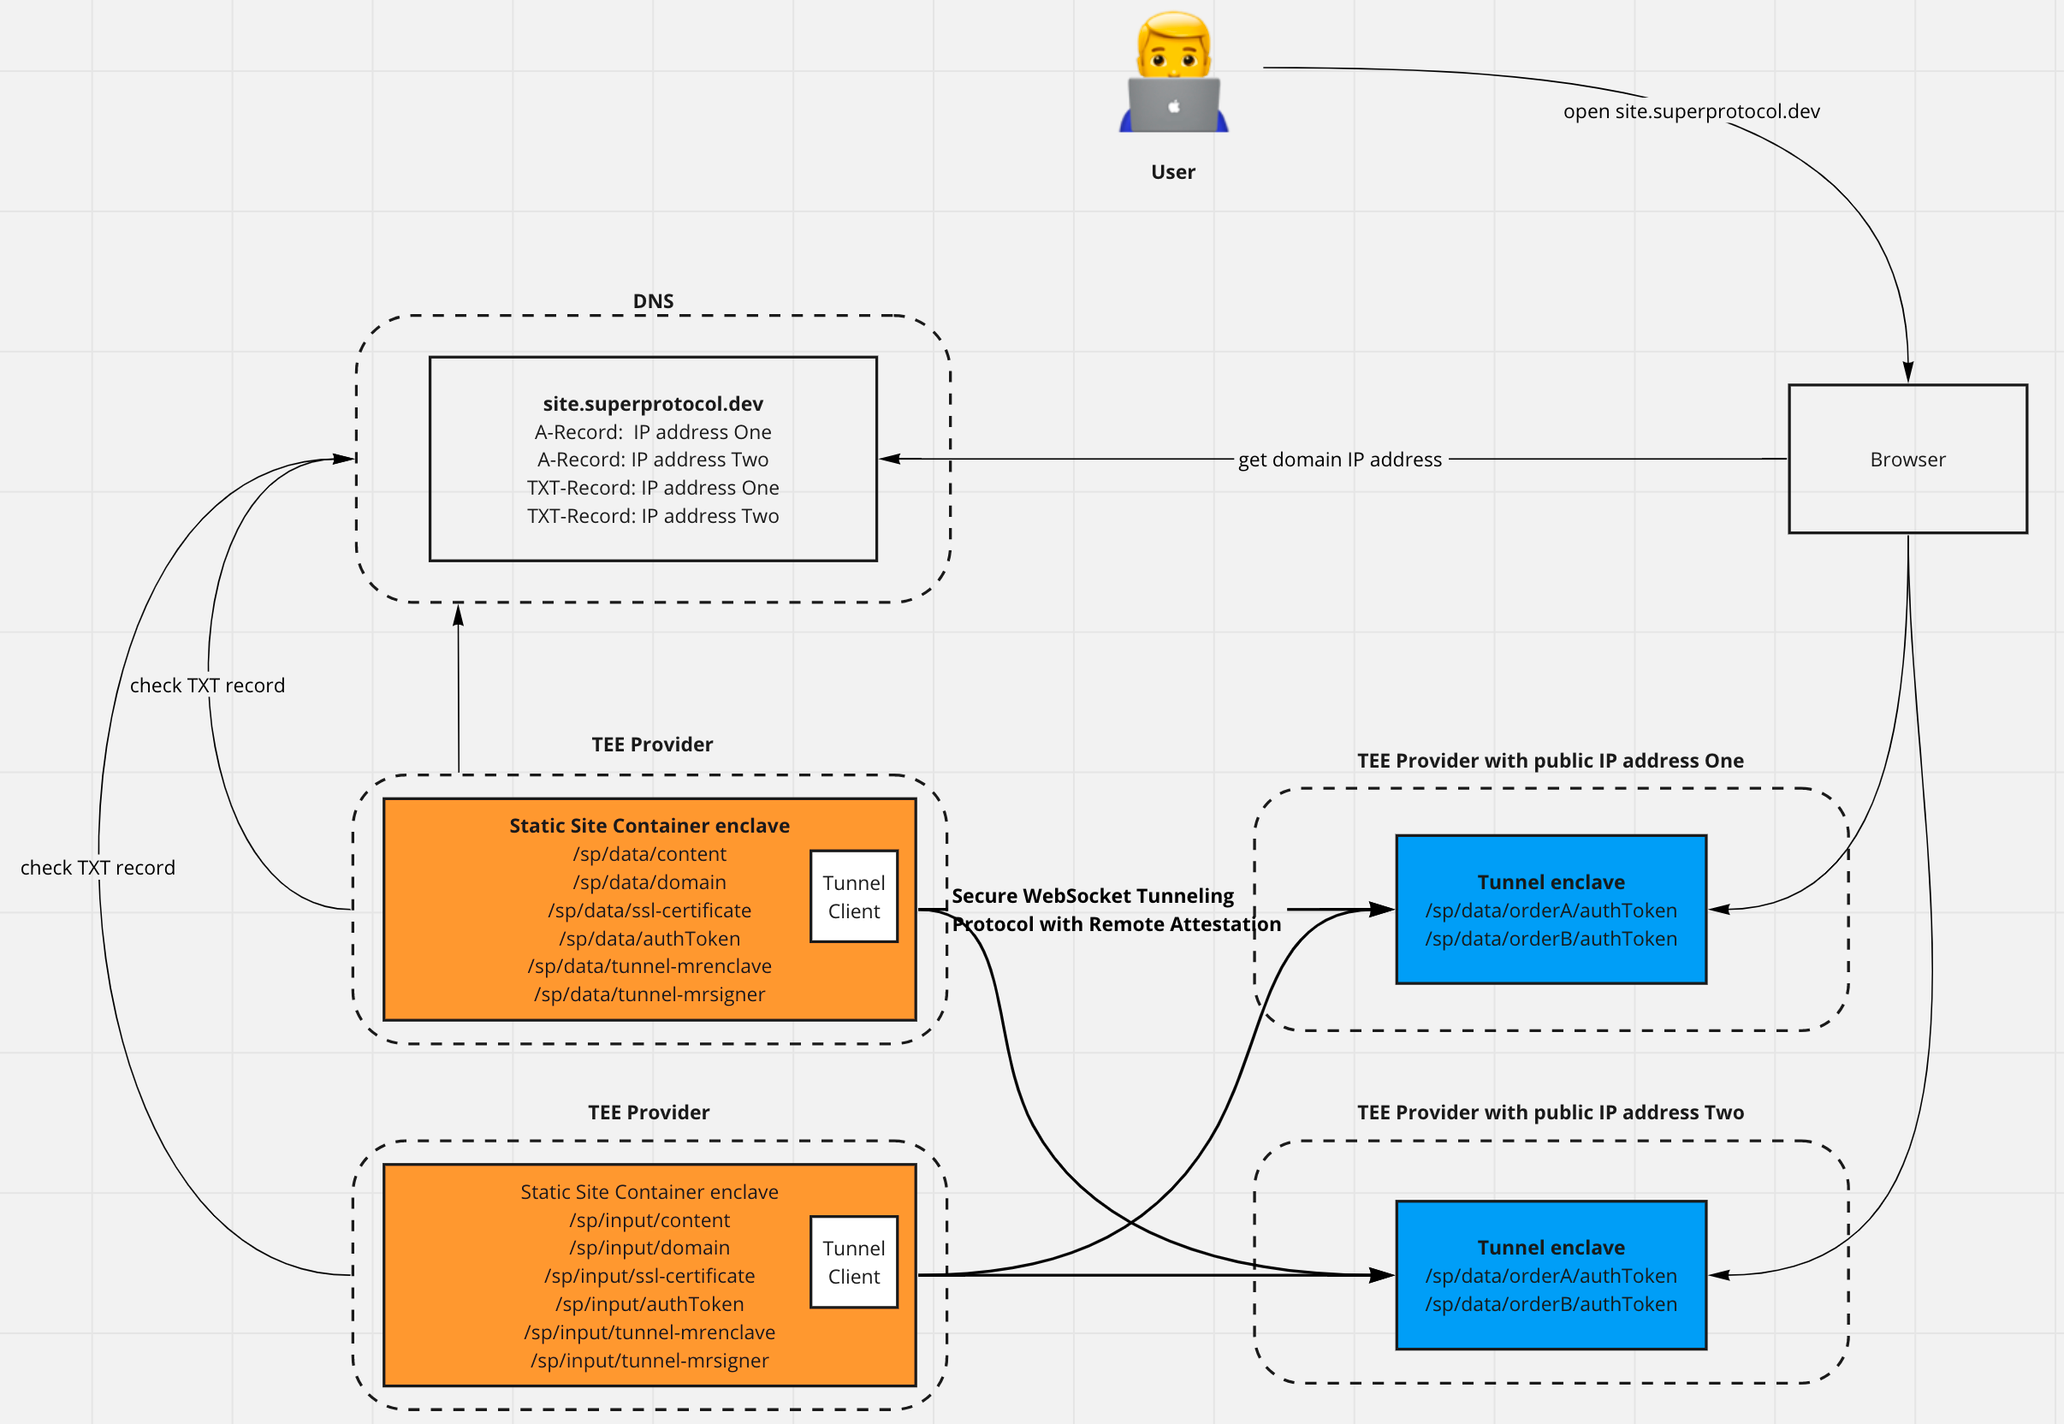 User
open site.superprotocol.dev
DNS
site.superprotocol.dev
A-Record:  IP address One
A-Record: IP address Two
TXT-Record: IP address One
TXT-Record: IP address Two
get domain IP address
Browser
check TXT record
check TXT record
TEE Provider
Static Site Container enclave
/sp/data/content
/sp/data/domain
/sp/data/ssl-certificate
/sp/data/authToken
/sp/data/tunnel-mrenclave
/sp/data/tunnel-mrsigner
Tunnel
Client
Secure WebSocket Tunneling
Protocol with Remote Attestation
TEE Provider with public IP address One
Tunnel enclave
/sp/data/orderA/authToken
/sp/data/orderB/authToken
TEE Provider
Static Site Container enclave
/sp/input/content
/sp/input/domain
/sp/input/ssl-certificate
/sp/input/authToken
/sp/input/tunnel-mrenclave
/sp/input/tunnel-mrsigner
Tunnel
Client
TEE Provider with public IP address Two
Tunnel enclave
/sp/data/orderA/authToken
/sp/data/orderB/authToken